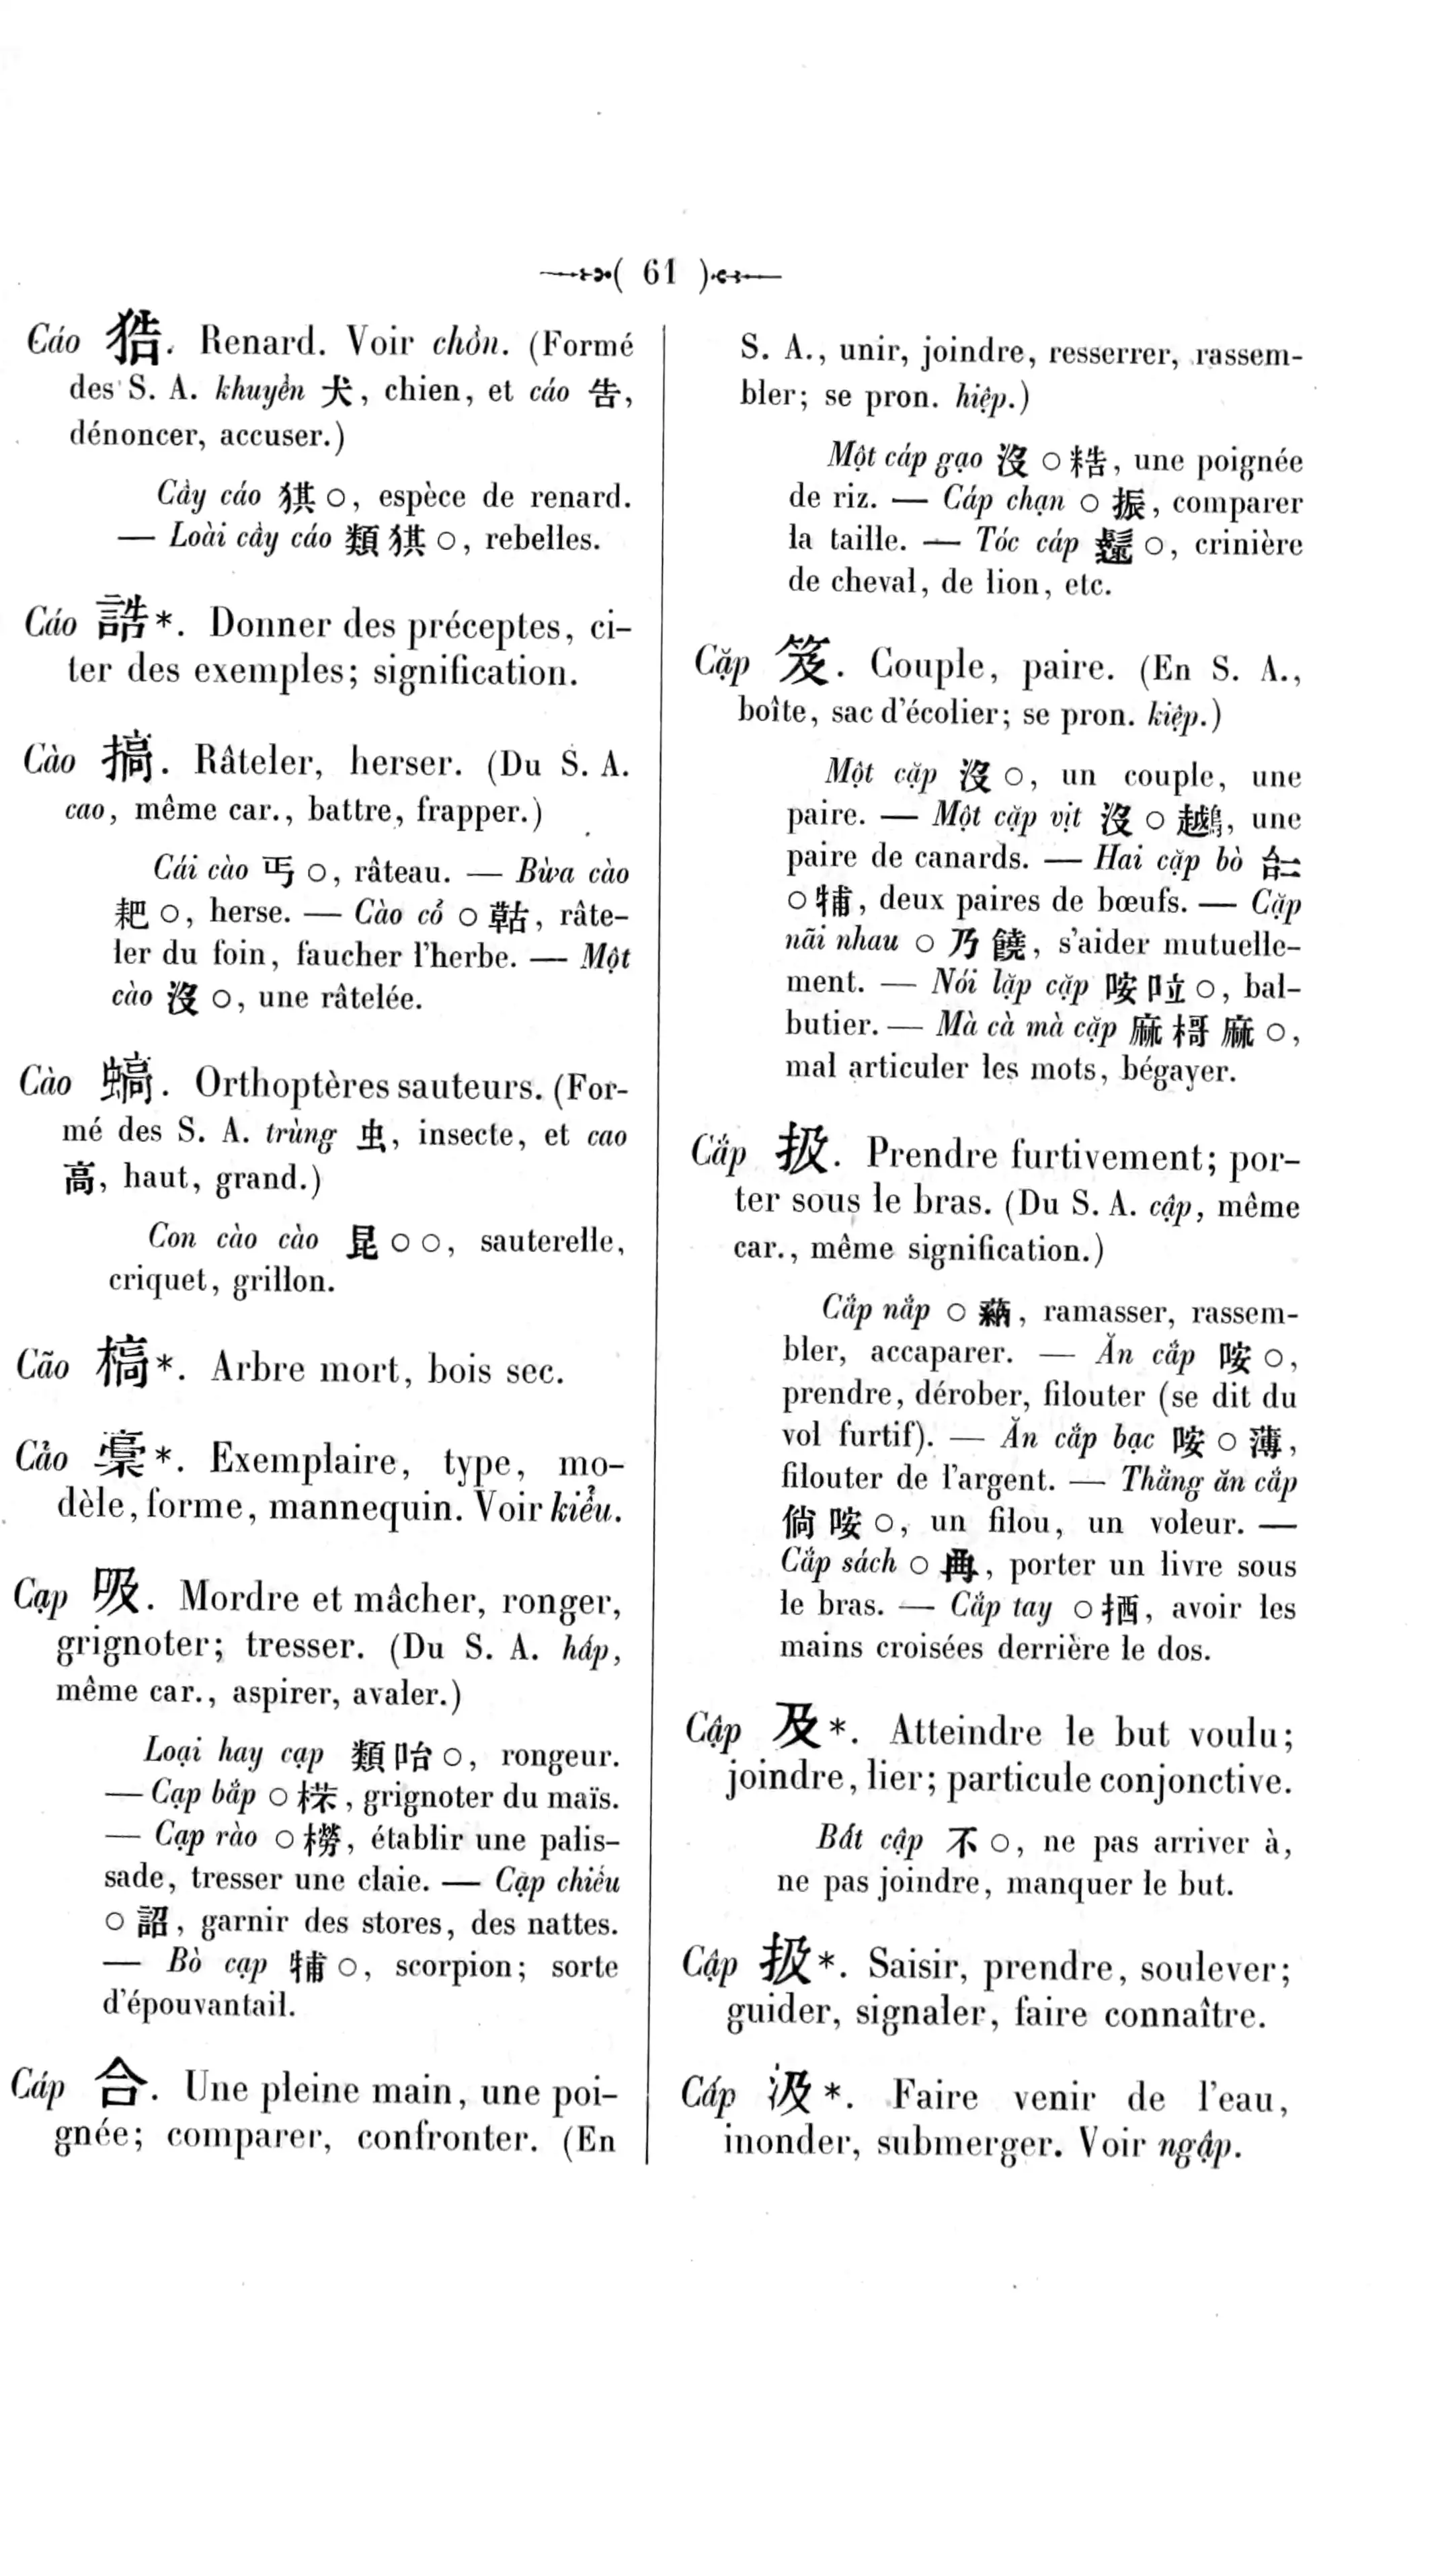 ( 61 )
Cáo 㹱. Renard. Voir chồn. (Formé
des S. A. khuyển 犬, chien, et cáo 告,
dénoncer, accuser.)
Cầy cáo 猉 ○, espèce de renard.
— Loài cầy cáo 類 猉 ○, rebelles.
Cáo 誥*. Donner des préceptes, ci-
ter des exemples; signification.
Cào 搞. Râteler, herser. (Du S. A.
cao, même car., battre, frapper.)
Cái cào 丐 ○, râteau. — Bừa cào
耙 ○, herse. — Cào cỏ ○ 𦹵, râte-
ler du foin, faucher l'herbe. — Một
cào 沒 ○, une râtelée.
Cào 𧎸. Orthoptères sauteurs. (For-
mé des S. A. trùng 虫, insecte, et cao
高, haut, grand.)
Con cào cào 昆 ○ ○, sauterelle,
criquet, grillon.
Cão 槁*. Arbre mort, bois sec.
Cảo 稾*. Exemplaire, type, mo-
dèle, forme, mannequin. Voir kiểu.
Cạp 吸. Mordre et mâcher, ronger,
grignoter; tresser. (Du S. A. hấp,
même car., aspirer, avaler.)
Loại hay cạp 類 咍 ○, rongeur.
— Cạp bắp ○, grignoter du maïs.
— Cạp rào ○ 橯, établir une palis-
sade, tresser une claie. — Cạp chiếu
○ 詔, garnir des stores, des nattes.
— Bò cạp 𤙭 ○, scorpion; sorte
d'épouvantail.
Cáp 合. Une pleine main, une poi-
gnée; comparer, confronter. (En
S. A., unir, joindre, resserrer, rassem-
bler; se pron. hiệp.)
Một cáp gạo 沒 ○ 𥽌, une poignée
de riz. — Cáp chạn ○ 振, comparer
la taille. — Tóc cáp ○, crinière
de cheval, de lion, etc.
Cặp 笈. Couple, paire. (En S. A.,
boîte, sac d'écolier; se pron. kiệp.)
Một cặp 沒 ○, un couple, une
paire. — Một cặp vịt 沒 ○, une
paire de canards. — Hai cặp bò 𠄩
○ 𤙭, deux paires de bœufs. — Cặp
nãi nhau ○ 乃 饒, s'aider mutuelle-
ment. — Nói lặp cặp 咹 㕸 ○, bal-
butier. — Mà cà mà cặp 麻 樖 麻 ○,
mal articuler les mots, bégayer.
Cắp 扱. Prendre furtivement; por-
ter sous le bras. (Du S. A. cập, même
car., même signification.)
Cắp nắp ○, ramasser, rassem-
bler, accaparer. — Ăn cắp 咹 ○,
prendre, dérober, filouter (se dit du
vol furtif). — Ăn cắp bạc 咹 ○ 薄,
filouter de l'argent. — Thằng ăn cắp
倘 咹 ○, un filou, un voleur. —
Cắp sách ○ 冊, porter un livre sous
le bras. — Cắp tay ○ 拪, avoir les
mains croisées derrière le dos.
Cập 及*. Atteindre le but voulu;
joindre, lier; particule conjonctive.
Bất cập 不 ○, ne pas arriver à,
ne pas joindre, manquer le but.
Cập 扱*. Saisir, prendre, soulever;
guider, signaler, faire connaître.
Cấp 汲*. Faire venir de l'eau,
inonder, submerger. Voir ngập.